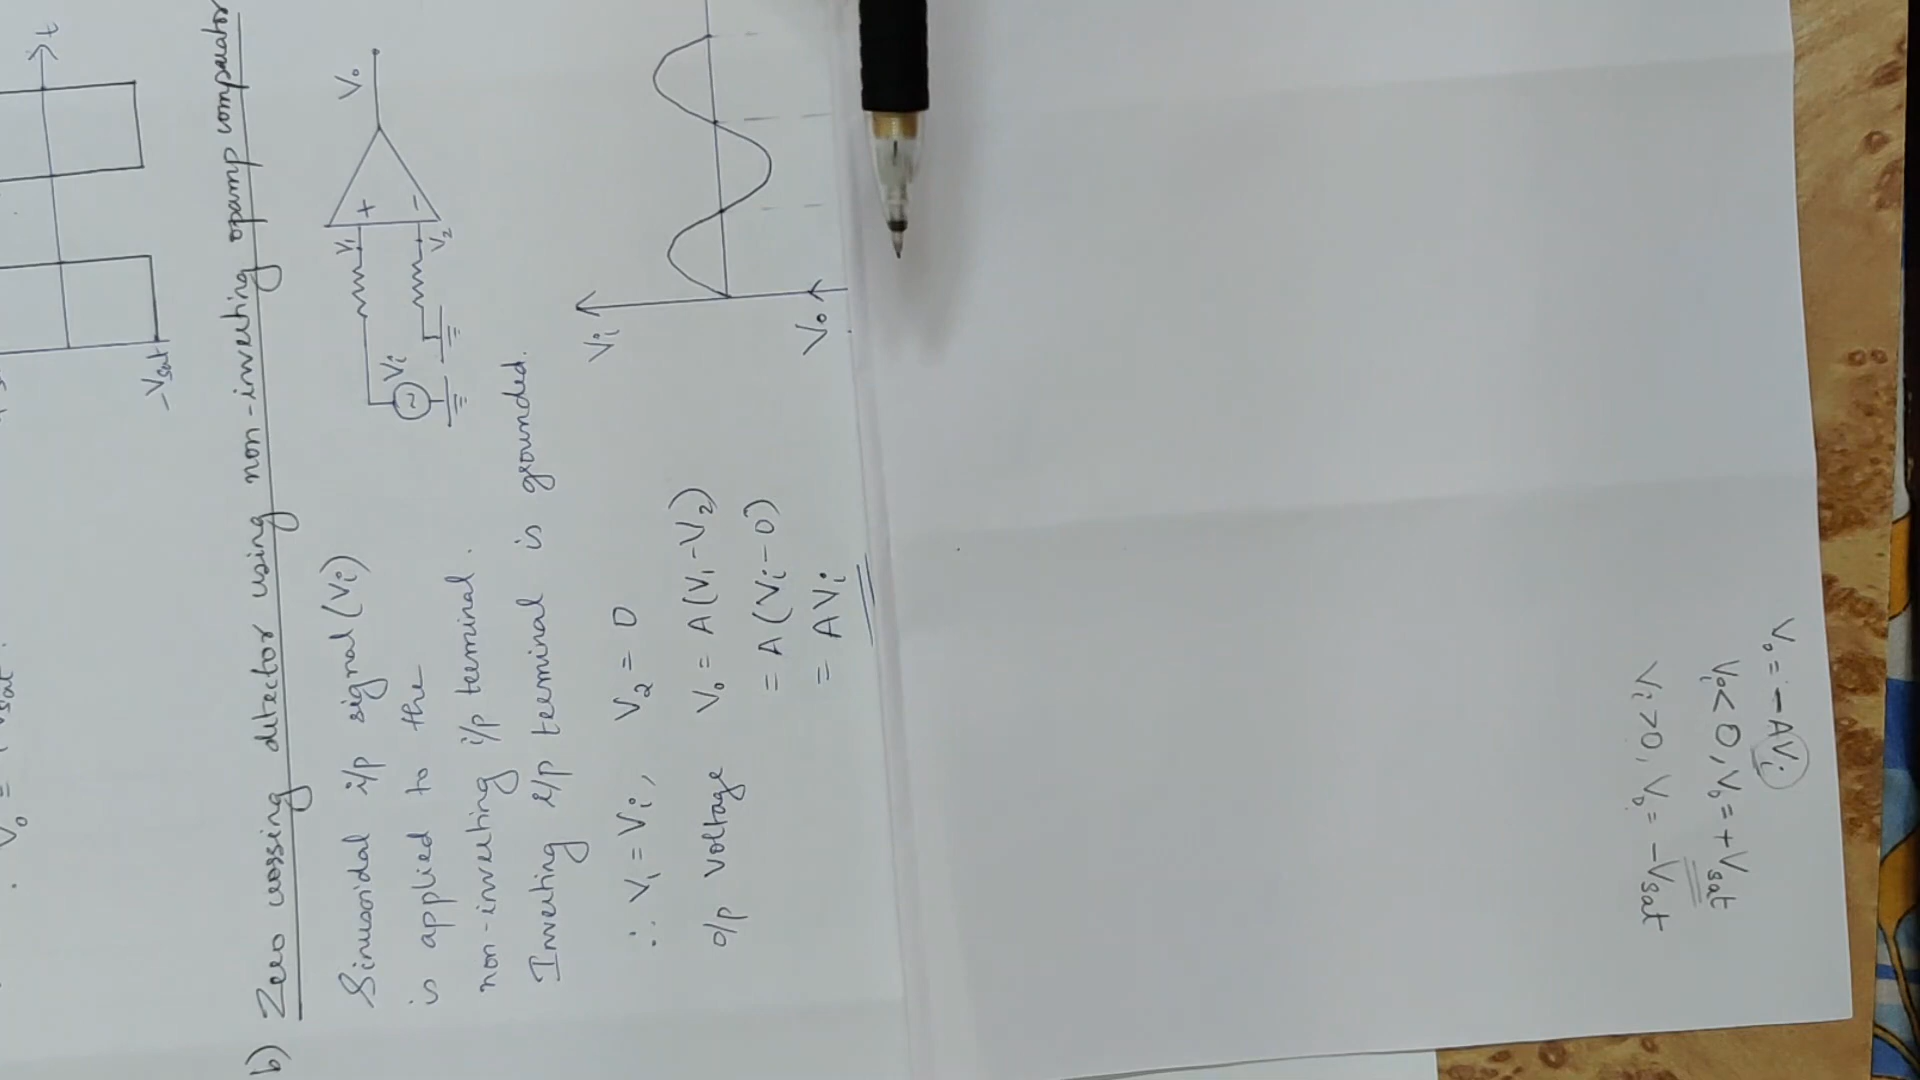 t
-Vsat
b) Zero crossing detector using non-inverting opamp comparator
Sinusoidal i/p signal (Vi)
is applied to the
non-inverting i/p terminal.
Inverting i/p terminal is grounded.
V1
+
V2
-
Vo
Vi
~
∴ V1 = Vi, V2 = 0
o/p voltage Vo = A(V1-V2)
= A(Vi-0)
= AVi
Vi
Vo
Vo = -AVi
Vi<0, Vo = +Vsat
Vi>0, Vo = -Vsat